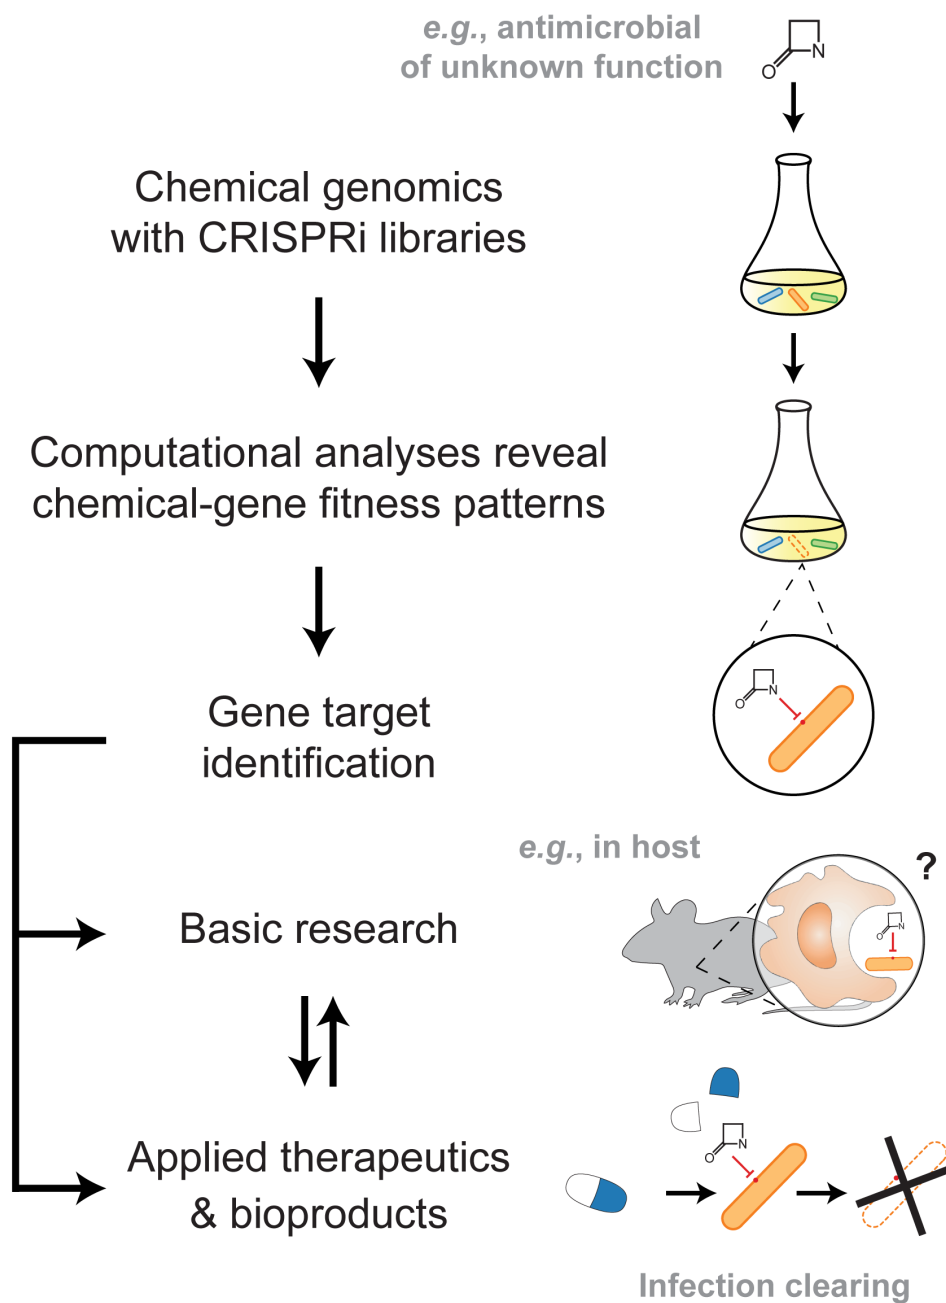 e.g., antimicrobial
of unknown function
O
N
Chemical genomics
with CRISPRi libraries
Computational analyses reveal
chemical-gene fitness patterns
O
N
Gene target
identification
e.g., in host
?
O
N
Basic research
O
N
Applied therapeutics
& bioproducts
Infection clearing